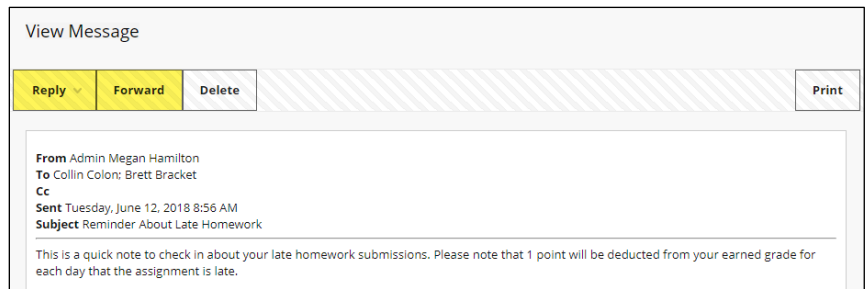 View Message
Reply Forward Delete Print
From Admin Megan Hamilton
To Collin Colon; Brett Bracket
Cc
Sent Tuesday, June 12, 2018 8:56 AM
Subject Reminder About Late Homework
This is a quick note to check in about your late homework submissions. Please note that 1 point will be deducted from your earned grade for
each day that the assignment is late.